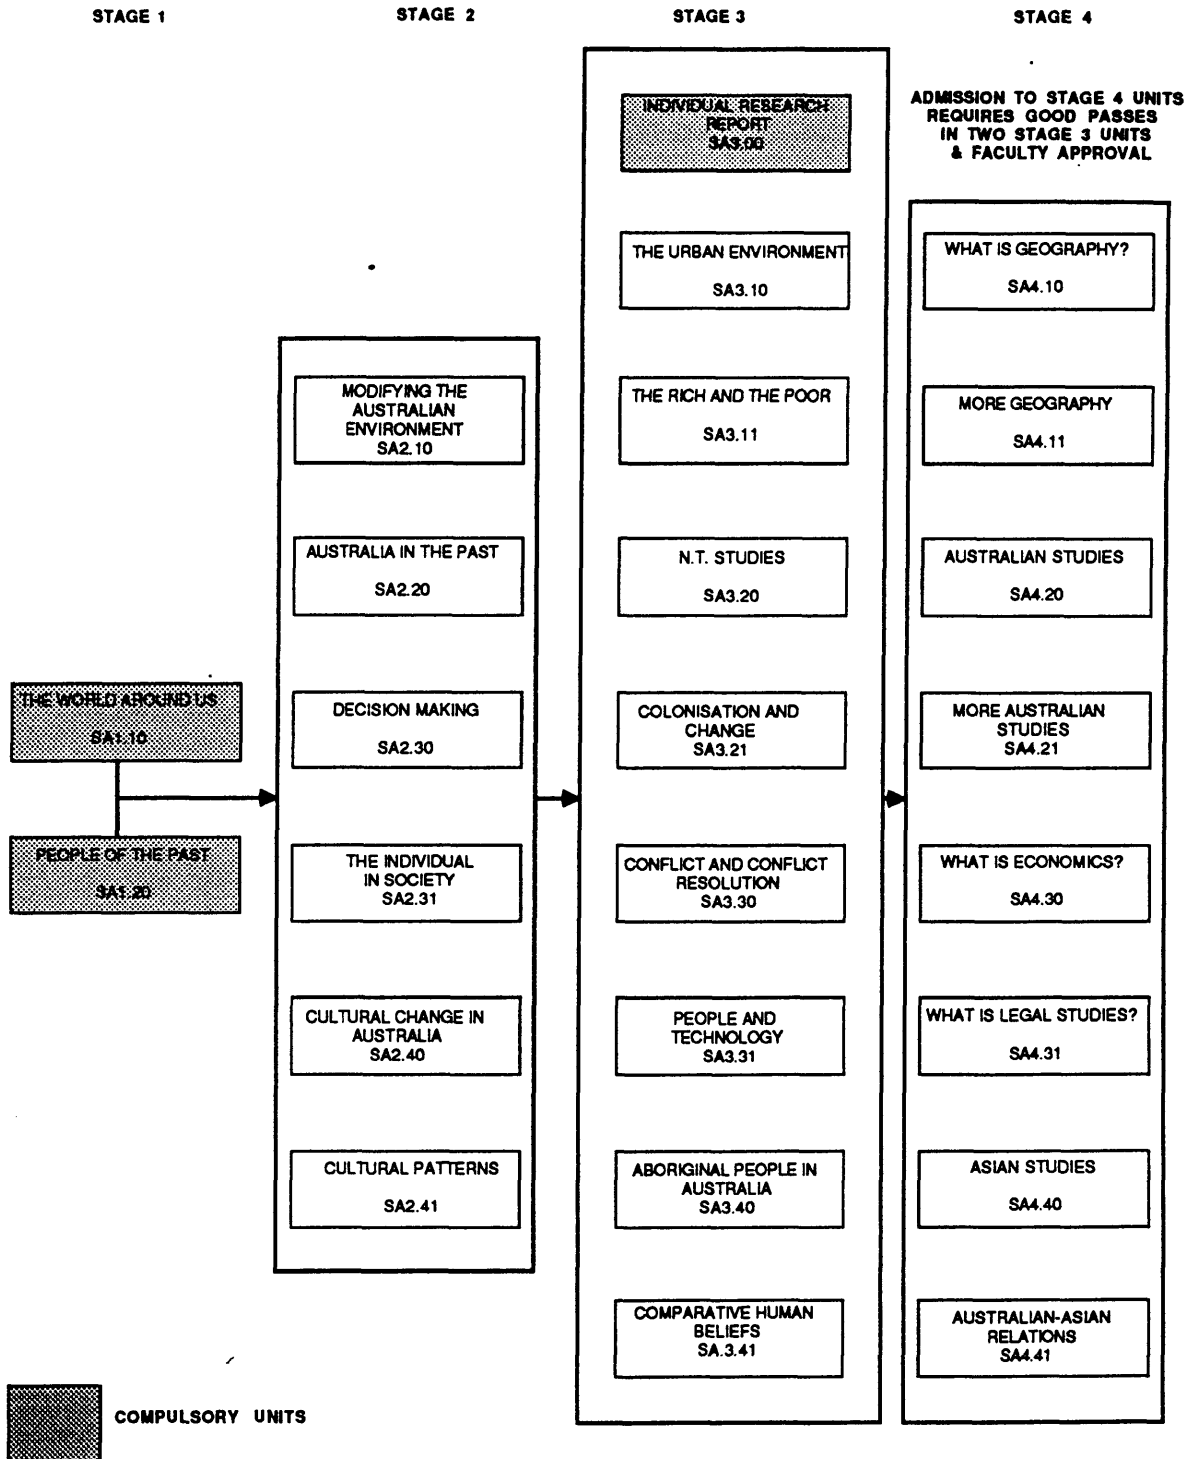 STAGE 1
STAGE 2
STAGE 3
STAGE 4
THE WORLD AROUND US
SA1.10
PEOPLE OF THE PAST
SA1.20
MODIFYING THE
AUSTRALIAN
ENVIRONMENT
SA2.10
AUSTRALIA IN THE PAST
SA2.20
DECISION MAKING
SA2.30
THE INDIVIDUAL
IN SOCIETY
SA2.31
CULTURAL CHANGE IN
AUSTRALIA
SA2.40
CULTURAL PATTERNS
SA2.41
INDIVIDUAL RESEARCH
REPORT
SA3.00
THE URBAN ENVIRONMENT
SA3.10
THE RICH AND THE POOR
SA3.11
N.T. STUDIES
SA3.20
COLONISATION AND
CHANGE
SA3.21
CONFLICT AND CONFLICT
RESOLUTION
SA3.30
PEOPLE AND
TECHNOLOGY
SA3.31
ABORIGINAL PEOPLE IN
AUSTRALIA
SA3.40
COMPARATIVE HUMAN
BELIEFS
SA.3.41
ADMISSION TO STAGE 4 UNITS
REQUIRES GOOD PASSES
IN TWO STAGE 3 UNITS
& FACULTY APPROVAL
WHAT IS GEOGRAPHY?
SA4.10
MORE GEOGRAPHY
SA4.11
AUSTRALIAN STUDIES
SA4.20
MORE AUSTRALIAN
STUDIES
SA4.21
WHAT IS ECONOMICS?
SA4.30
WHAT IS LEGAL STUDIES?
SA4.31
ASIAN STUDIES
SA4.40
AUSTRALIAN-ASIAN
RELATIONS
SA4.41
COMPULSORY UNITS